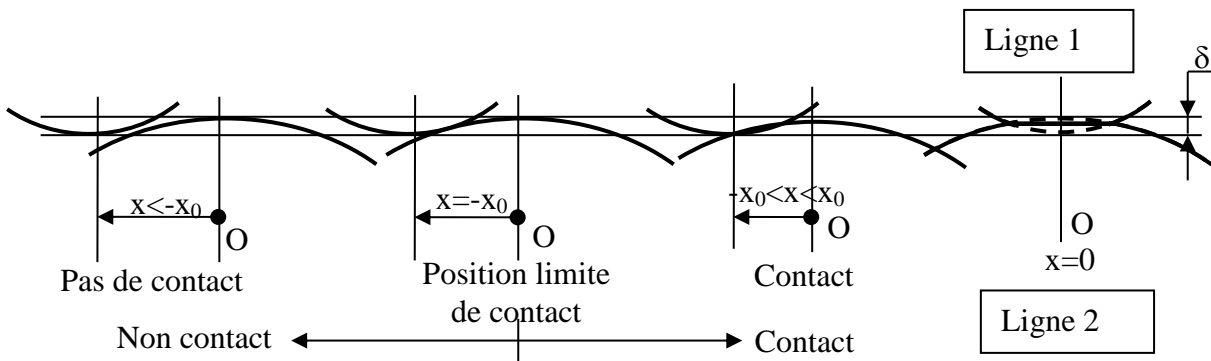 Ligne 1
δ
x<-x₀
x=-x₀
-x₀<x<x₀
O
O
O
O
x=0
Pas de contact
Position limite
de contact
Contact
Non contact
Contact
Ligne 2